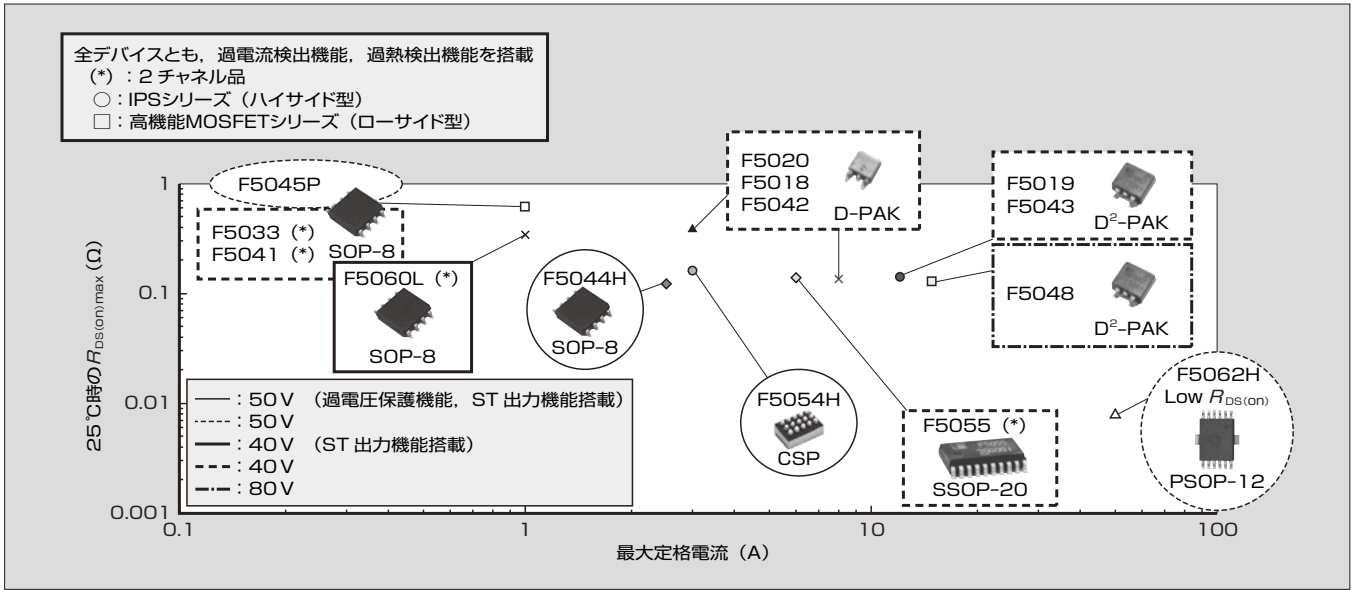 全デバイスとも，過電流検出機能，過熱検出機能を搭載
(*)：2 チャネル品
○：IPSシリーズ（ハイサイド型）
□：高機能MOSFETシリーズ（ローサイド型）
25℃時のRDS(on)max（Ω）
1
0.1
0.01
0.001
F5045P
F5033 (*)
F5041 (*)
SOP-8
F5060L (*)
SOP-8
F5044H
SOP-8
F5020
F5018
F5042
D-PAK
F5019
F5043
D²-PAK
F5048
D²-PAK
F5054H
CSP
F5055 (*)
SSOP-20
F5062H
Low RDS(on)
PSOP-12
：50 V （過電圧保護機能，ST 出力機能搭載）
：50 V
：40 V （ST 出力機能搭載）
：40 V
：80 V
0.1
1
10
100
最大定格電流（A）